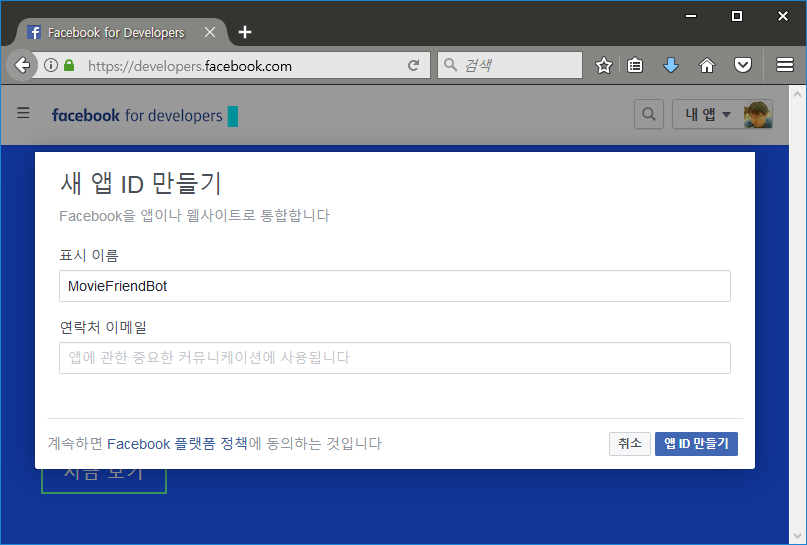 Facebook for Developers
https://developers.facebook.com
검색
facebook for developers
내 앱
새 앱 ID 만들기
Facebook을 앱이나 웹사이트로 통합합니다
표시 이름
MovieFriendBot
연락처 이메일
앱에 관한 중요한 커뮤니케이션에 사용됩니다
계속하면 Facebook 플랫폼 정책에 동의하는 것입니다
취소
앱 ID 만들기
지금 보기